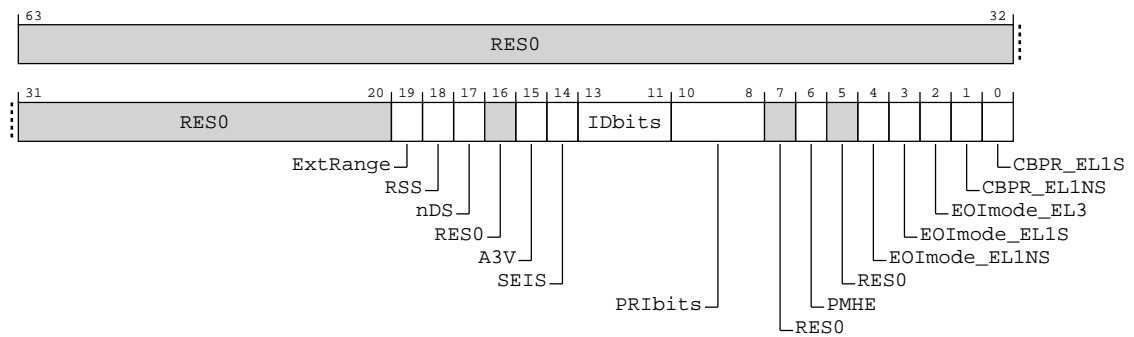 63 32
RES0
31 20 19 18 17 16 15 14 13 11 10 8 7 6 5 4 3 2 1 0
RES0 IDbits
ExtRange CBPR_EL1S
RSS CBPR_EL1NS
nDS EOImode_EL3
RES0 EOImode_EL1S
A3V EOImode_EL1NS
SEIS RES0
PRIbits PMHE
RES0